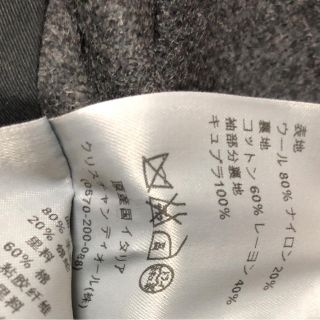 表地
ウール 80% ナイロン 20%
裏地
コットン 60% レーヨン 40%
袖部分裏地
キュプラ100%
原産国 イタリア
クリスチャンディオール(株)
80%
20%
60% 棉
粘胶纤维